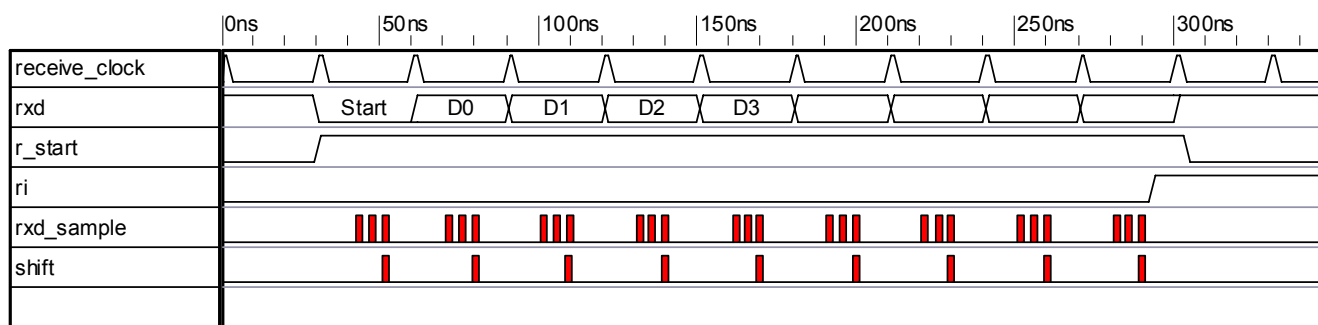 0ns 50ns 100ns 150ns 200ns 250ns 300ns
receive_clock
rxd Start D0 D1 D2 D3
r_start
ri
rxd_sample
shift